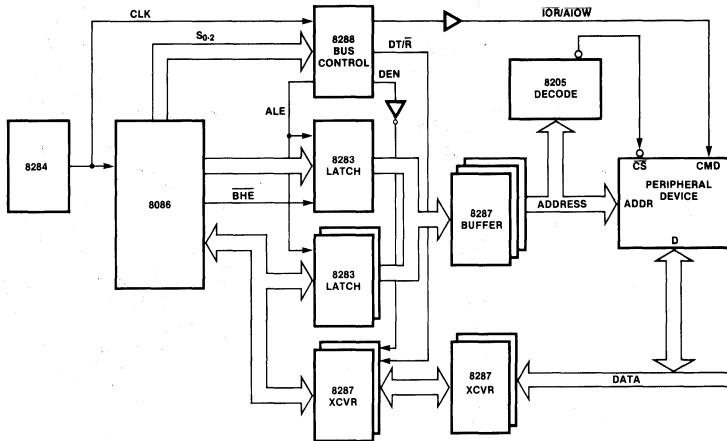 CLK
S0-2
8284
8086
8288
BUS
CONTROL
IOR/AIOW
DT/R
DEN
ALE
8205
DECODE
8283
LATCH
BHE
8283
LATCH
8287
BUFFER
ADDRESS
CS
CMD
PERIPHERAL
DEVICE
ADDR
D
8287
XCVR
8287
XCVR
DATA